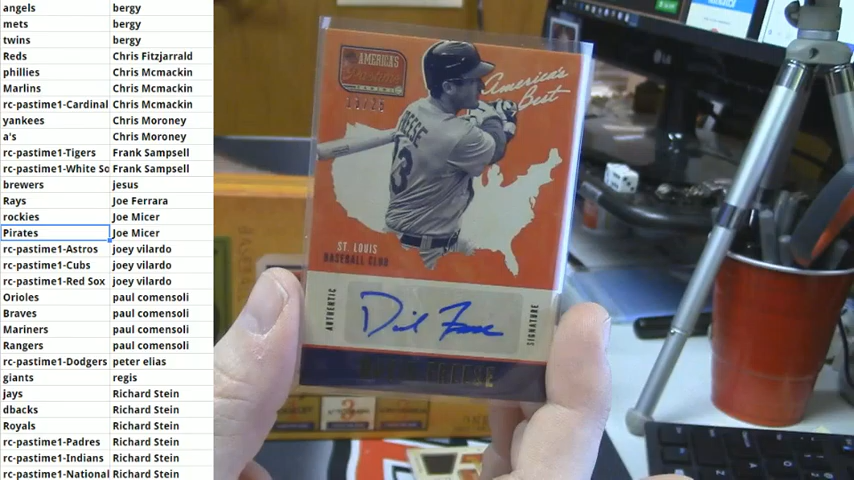 angels bergy
mets bergy
twins bergy
Reds Chris Fitzjarrald
phillies Chris Mcmackin
Marlins Chris Mcmackin
rc-pastime1-Cardinal Chris Mcmackin
yankees Chris Moroney
a's Chris Moroney
rc-pastime1-Tigers Frank Sampsell
rc-pastime1-White So Frank Sampsell
brewers jesus
Rays Joe Ferrara
rockies Joe Micer
Pirates Joe Micer
rc-pastime1-Astros joey vilardo
rc-pastime1-Cubs joey vilardo
rc-pastime1-Red Sox joey vilardo
Orioles paul comensoli
Braves paul comensoli
Mariners paul comensoli
Rangers paul comensoli
rc-pastime1-Dodgers peter elias
giants regis
jays Richard Stein
dbacks Richard Stein
Royals Richard Stein
rc-pastime1-Padres Richard Stein
rc-pastime1-Indians Richard Stein
rc-pastime1-National Richard Stein
AMERICA'S
Pastime
America's
Best
REESE
ST. LOUIS
BASEBALL CLUB
AUTHENTIC
SIGNATURE
LG
3